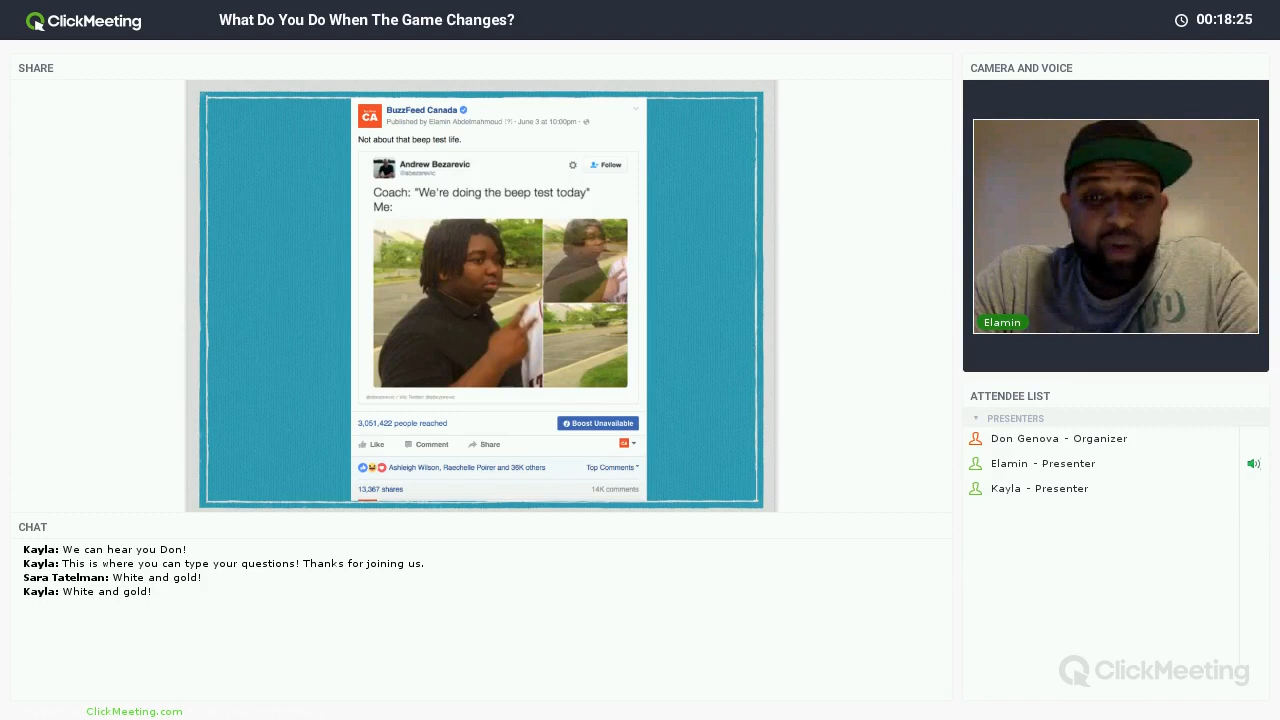 ClickMeeting
What Do You Do When The Game Changes?
00:18:25
SHARE
CA
BuzzFeed Canada
Published by Elamin Abdelmahmoud [?] · June 3 at 10:00pm ·
Not about that beep test life.
Andrew Bezarevic
@abezarevic
Follow
Coach: "We're doing the beep test today"
Me:
3,051,422 people reached
Boost Unavailable
Like
Comment
Share
Ashleigh Wilson, Raechelle Poirer and 36K others
Top Comments
13,367 shares
14K comments
CHAT
Kayla: We can hear you Don!
Kayla: This is where you can type your questions! Thanks for joining us.
Sara Tatelman: White and gold!
Kayla: White and gold!
CAMERA AND VOICE
Elamin
ATTENDEE LIST
PRESENTERS
Don Genova - Organizer
Elamin - Presenter
Kayla - Presenter
ClickMeeting
ClickMeeting.com